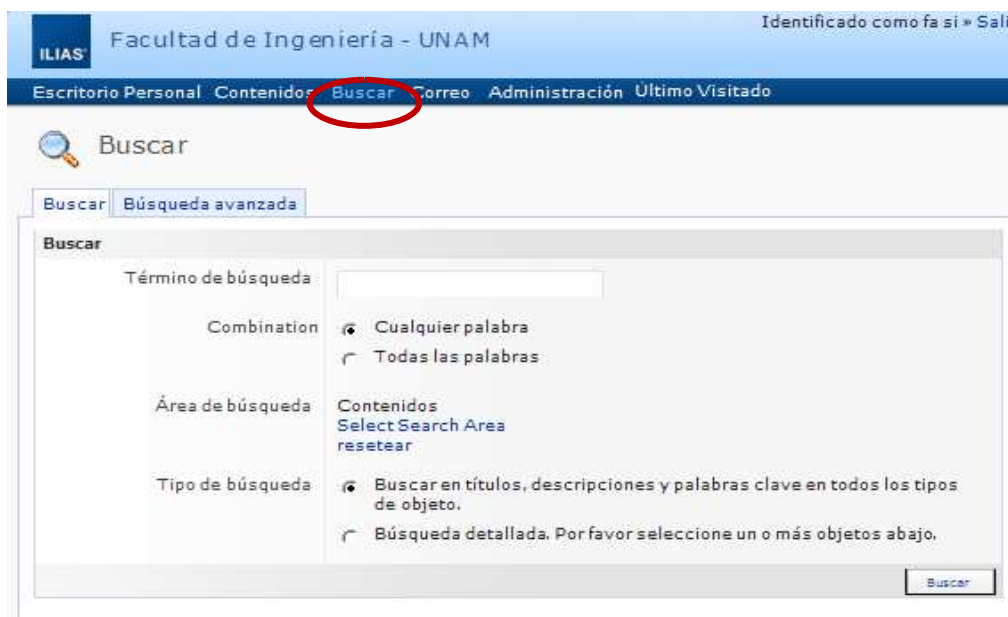 Identificado como fa si » Sali
ILIAS
Facultad de Ingeniería - UNAM
Escritorio Personal Contenidos Buscar Correo Administración Último Visitado
Buscar
Buscar Búsqueda avanzada
Buscar
Término de búsqueda
Combination Cualquier palabra
Todas las palabras
Área de búsqueda Contenidos
Select Search Area
resetear
Tipo de búsqueda Buscar en títulos, descripciones y palabras clave en todos los tipos
de objeto.
Búsqueda detallada. Por favor seleccione un o más objetos abajo.
Buscar